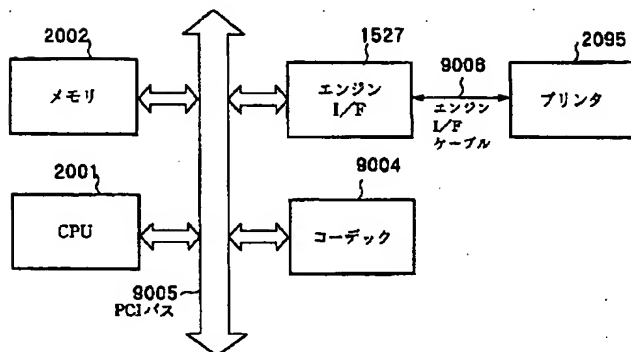 2002
メモリ
1527
エンジン
I/F
9006
エンジン
I/F
ケーブル
2095
プリンタ
2001
CPU
9004
コーデック
9005
PCIバス